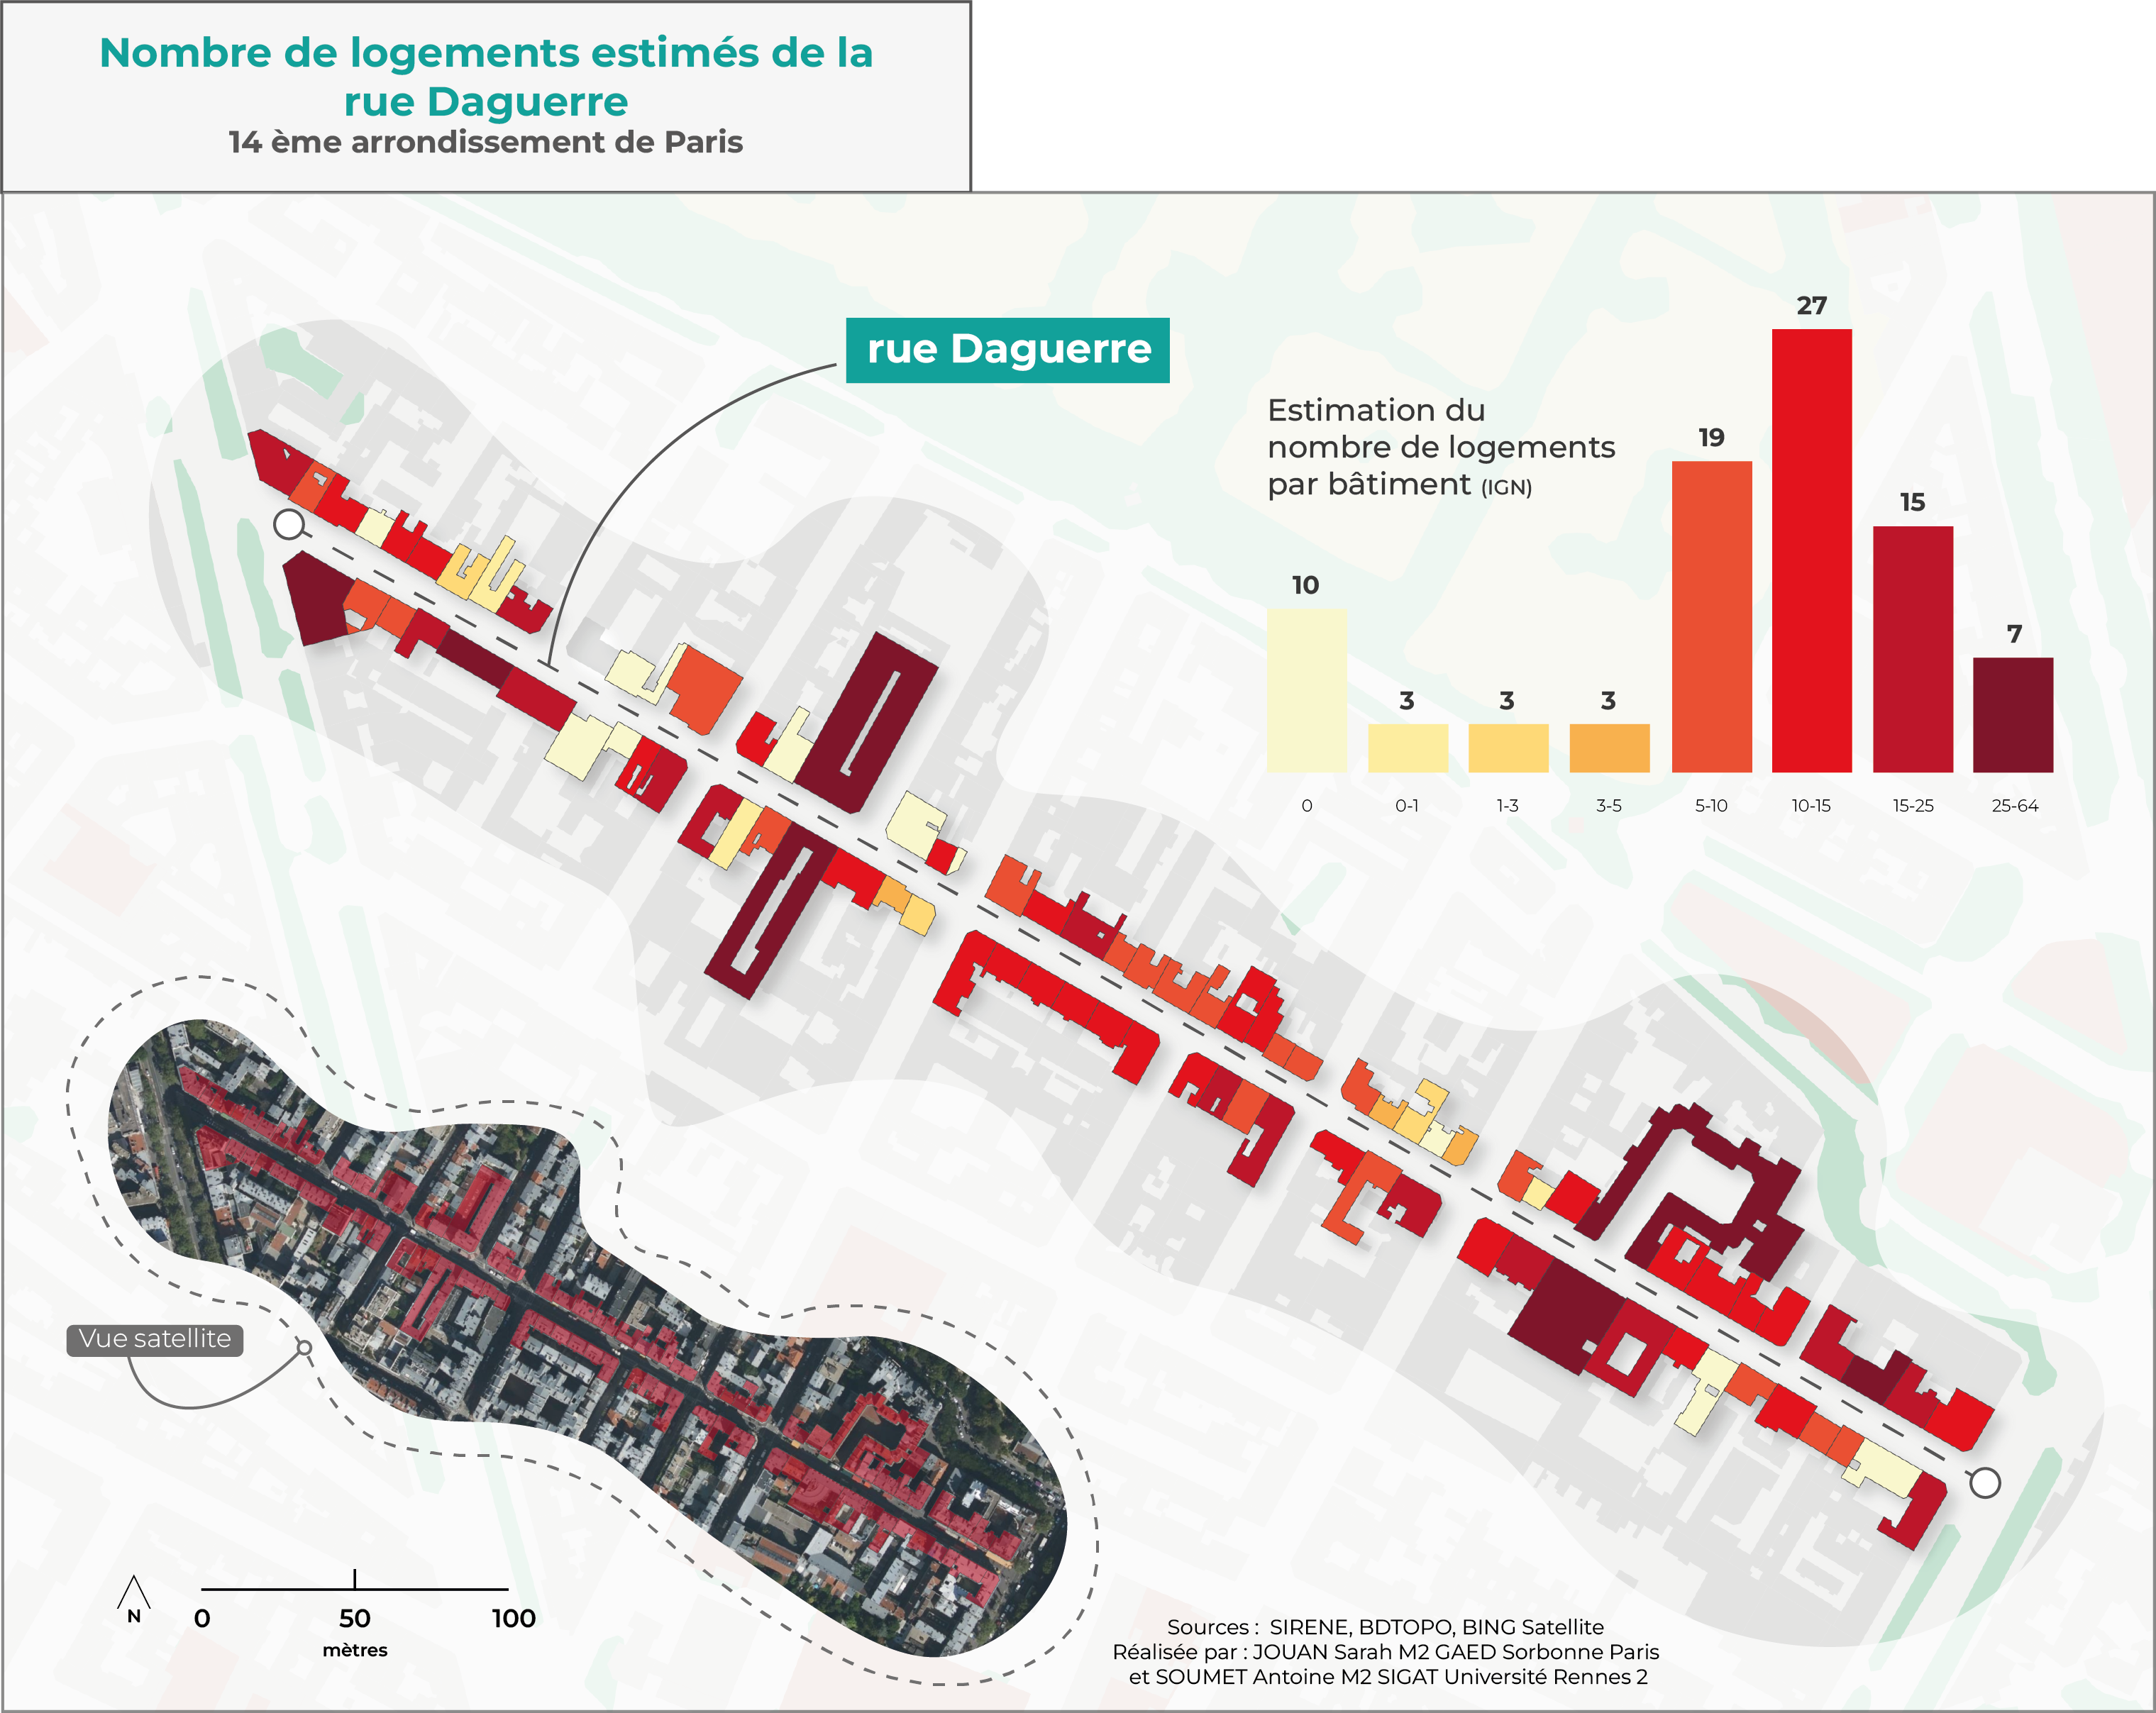 Nombre de logements estimés de la
rue Daguerre
14 ème arrondissement de Paris
rue Daguerre
Estimation du
nombre de logements
par bâtiment (IGN)
10
3
3
3
19
27
15
7
0
0-1
1-3
3-5
5-10
10-15
15-25
25-64
Vue satellite
N
0
50
100
mètres
Sources : SIRENE, BDTOPO, BING Satellite
Réalisée par : JOUAN Sarah M2 GAED Sorbonne Paris
et SOUMET Antoine M2 SIGAT Université Rennes 2